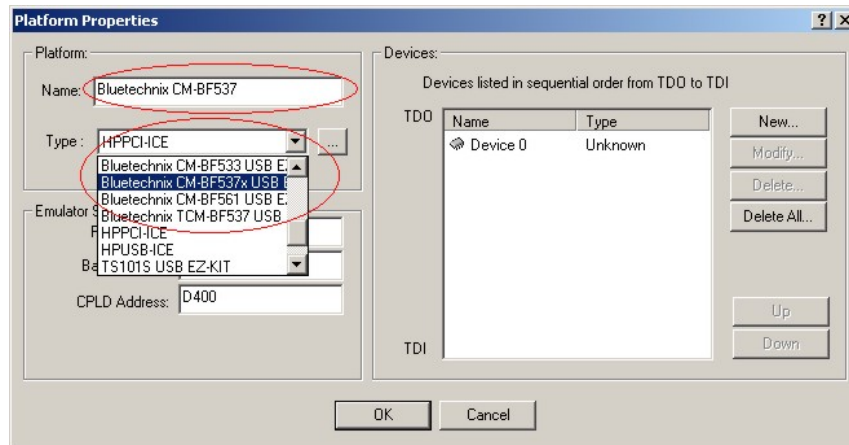 Platform Properties
Platform:
Name: Bluetechnix CM-BF537
Type : HPPCI-ICE ...
Bluetechnix CM-BF533 USB
Bluetechnix CM-BF537x USB
Bluetechnix CM-BF561 USB
Bluetechnix TCM-BF537 USB
HPPCI-ICE
HPUSB-ICE
TS101S USB EZ-KIT
Emulator
CPLD Address: D400
Devices:
Devices listed in sequential order from TDO to TDI
TDO
Name Type
Device 0 Unknown
TDI
New...
Modify...
Delete...
Delete All...
Up
Down
OK Cancel